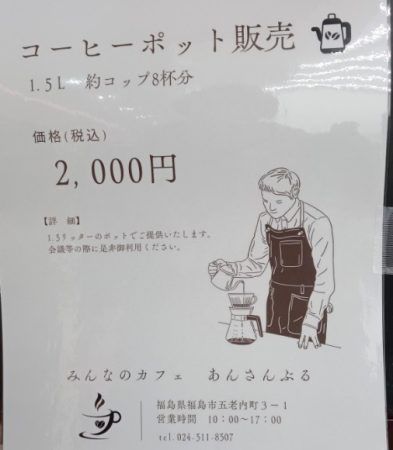 コーヒーポット販売
1.5L 約コップ8杯分
価格(税込)
2,000円
【詳 細】
1.5リッターのポットでご提供いたします。
会議等の際に是非御利用ください。
みんなのカフェ あんさんぶる
福島県福島市五老内町3-1
営業時間 10:00~17:00
tel.024-511-8507